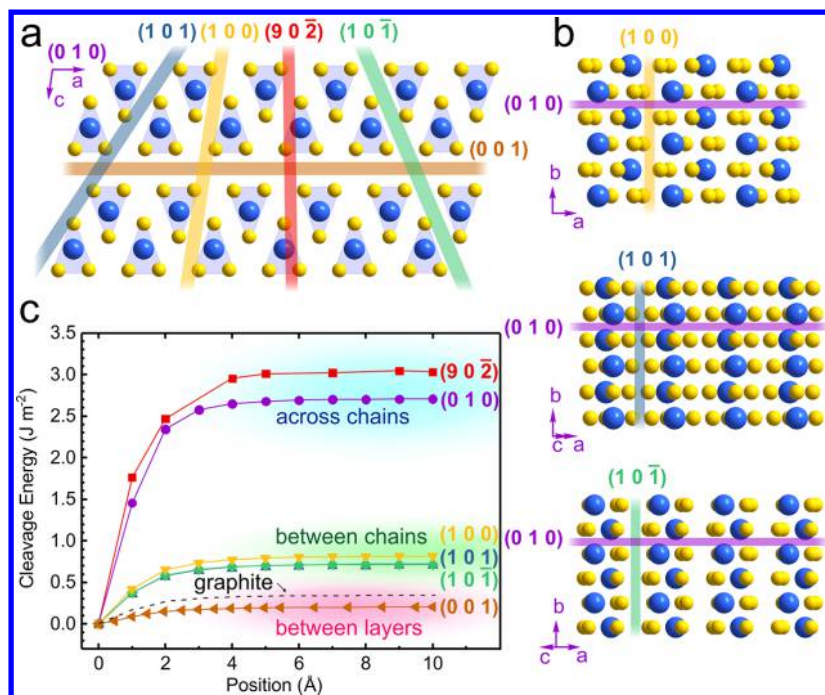 a
(1 0 1)
(1 0 0)
(9 0 2̅)
(1 0 1̅)
(0 1 0)
a
c
(0 0 1)
b
(1 0 0)
(0 1 0)
b
a
(1 0 1)
(0 1 0)
b
c a
(1 0 1̅)
(0 1 0)
b
c a
c
Cleavage Energy (J m⁻²)
3.5
3.0
2.5
2.0
1.5
1.0
0.5
0.0
(9 0 2̅)
(0 1 0)
across chains
between chains
(1 0 0)
(1 0 1)
(1 0 1̅)
graphite
(0 0 1)
between layers
0 2 4 6 8 10
Position (Å)